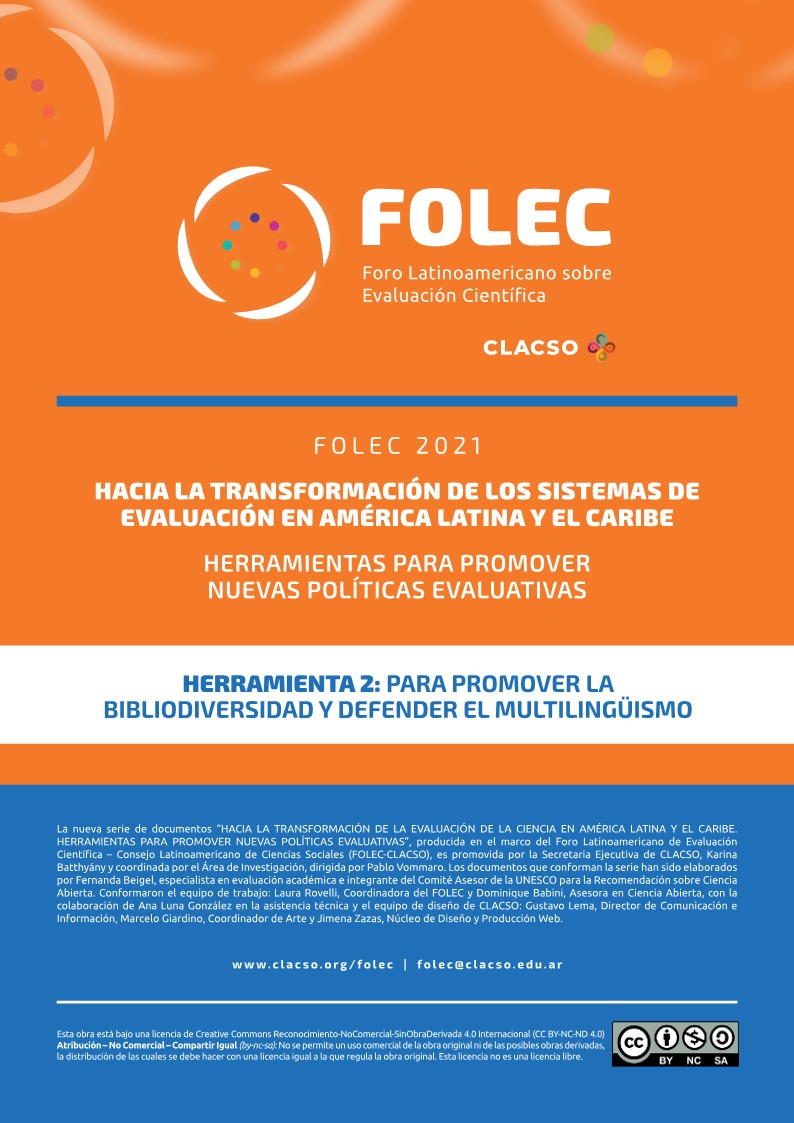 FOLEC
Foro Latinoamericano sobre
Evaluación Científica
CLACSO
FOLEC 2021
HACIA LA TRANSFORMACIÓN DE LOS SISTEMAS DE
EVALUACIÓN EN AMÉRICA LATINA Y EL CARIBE
HERRAMIENTAS PARA PROMOVER
NUEVAS POLÍTICAS EVALUATIVAS
HERRAMIENTA 2: PARA PROMOVER LA
BIBLIODIVERSIDAD Y DEFENDER EL MULTILINGÜISMO
La nueva serie de documentos “HACIA LA TRANSFORMACIÓN DE LA EVALUACIÓN DE LA CIENCIA EN AMÉRICA LATINA Y EL CARIBE.
HERRAMIENTAS PARA PROMOVER NUEVAS POLÍTICAS EVALUATIVAS”, producida en el marco del Foro Latinoamericano de Evaluación
Científica – Consejo Latinoamericano de Ciencias Sociales (FOLEC-CLACSO), es promovida por la Secretaria Ejecutiva de CLACSO, Karina
Batthyány y coordinada por el Área de Investigación, dirigida por Pablo Vommaro. Los documentos que conforman la serie han sido elaborados
por Fernanda Beigel, especialista en evaluación académica e integrante del Comité Asesor de la UNESCO para la Recomendación sobre Ciencia
Abierta. Conformaron el equipo de trabajo: Laura Rovelli, Coordinadora del FOLEC y Dominique Babini, Asesora en Ciencia Abierta, con la
colaboración de Ana Luna González en la asistencia técnica y el equipo de diseño de CLACSO: Gustavo Lema, Director de Comunicación e
Información, Marcelo Giardino, Coordinador de Arte y Jimena Zazas, Núcleo de Diseño y Producción Web.
www.clacso.org/folec | folec@clacso.edu.ar
Esta obra está bajo una licencia de Creative Commons Reconocimiento-NoComercial-SinObraDerivada 4.0 Internacional (CC BY-NC-ND 4.0)
Atribución – No Comercial – Compartir Igual (by-nc-sa): No se permite un uso comercial de la obra original ni de las posibles obras derivadas,
la distribución de las cuales se debe hacer con una licencia igual a la que regula la obra original. Esta licencia no es una licencia libre.
cc
BY NC SA